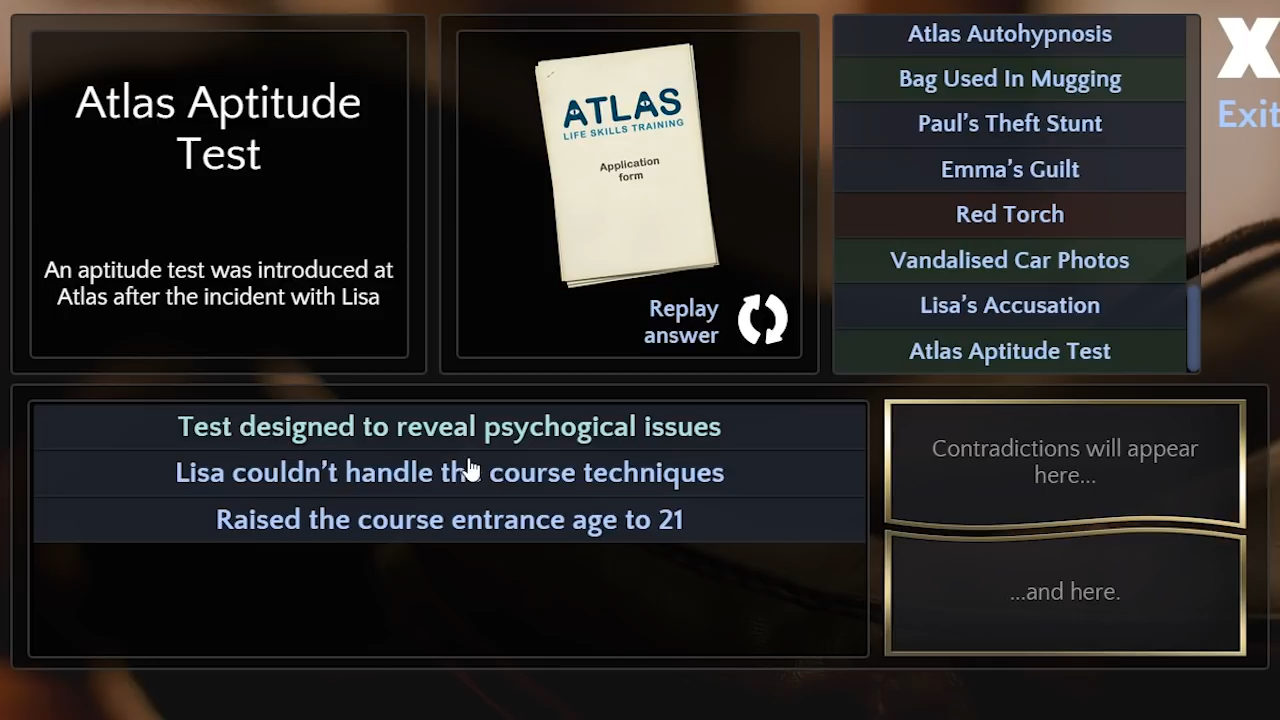 Atlas Aptitude
Test
An aptitude test was introduced at
Atlas after the incident with Lisa
ATLAS
LIFE SKILLS TRAINING
Application
form
Replay
answer
Atlas Autohypnosis
Bag Used In Mugging
Paul's Theft Stunt
Emma's Guilt
Red Torch
Vandalised Car Photos
Lisa's Accusation
Atlas Aptitude Test
X
Exit
Test designed to reveal psychogical issues
Lisa couldn't handle the course techniques
Raised the course entrance age to 21
Contradictions will appear
here...
...and here.